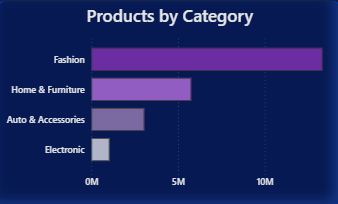 Products by Category
Fashion
Home & Furniture
Auto & Accessories
Electronic
0M 5M 10M